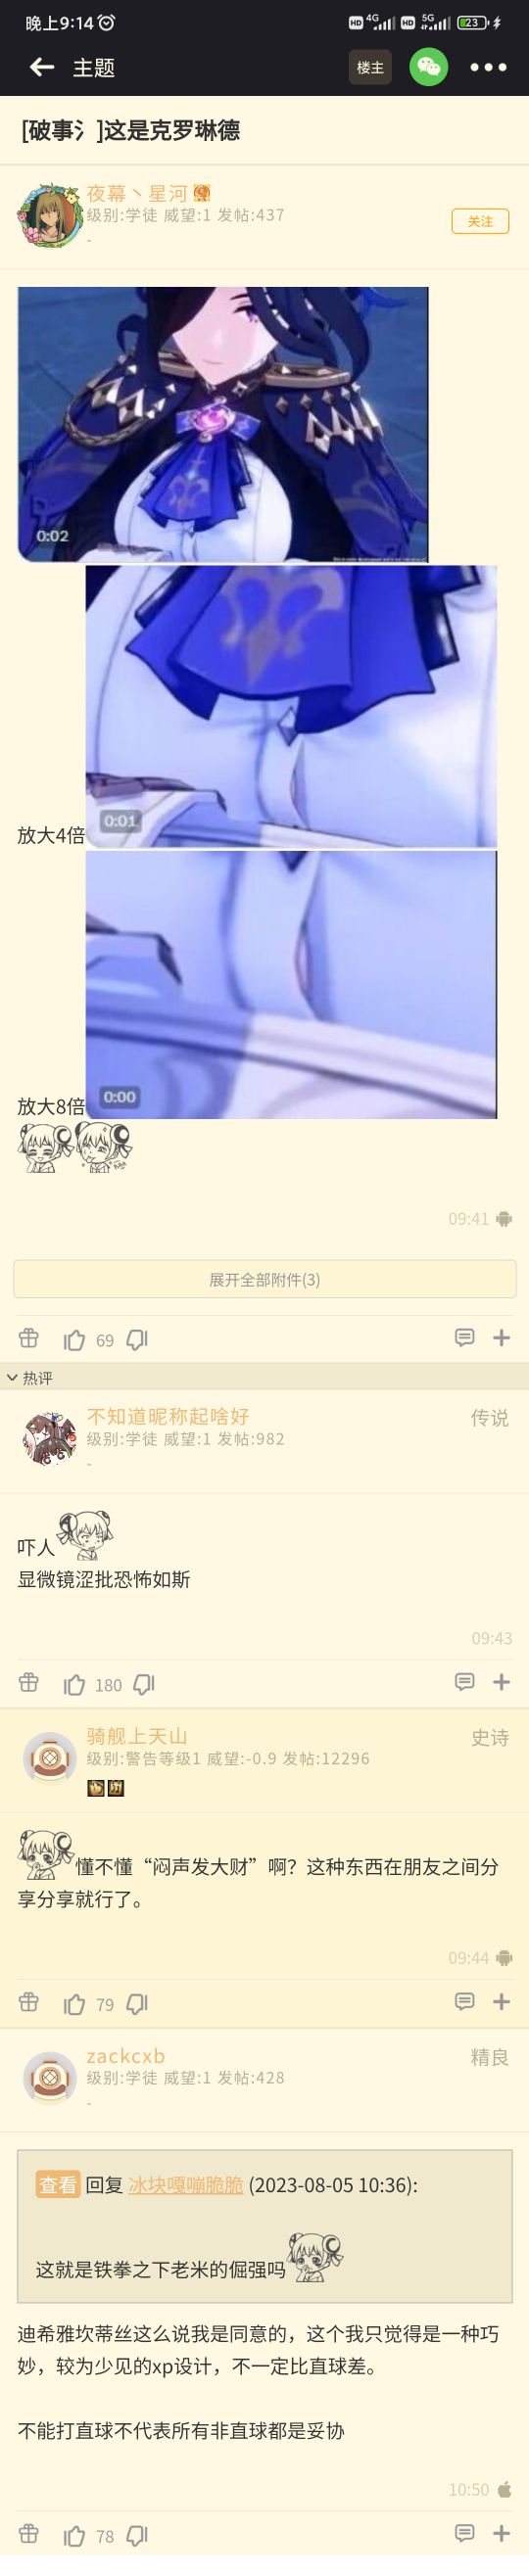 晚上9:14
HD 4G HD 5G 23
主题
楼主
[破事氵]这是克罗琳德
夜幕丶星河
级别:学徒 威望:1 发帖:437
-
关注
0:02
0:01
放大4倍
0:00
放大8倍
09:41
展开全部附件(3)
69
热评
不知道昵称起啥好
传说
级别:学徒 威望:1 发帖:982
-
吓人
显微镜涩批恐怖如斯
09:43
180
骑舰上天山
史诗
级别:警告等级1 威望:-0.9 发帖:12296
懂不懂“闷声发大财”啊？这种东西在朋友之间分
享分享就行了。
09:44
79
zackcxb
精良
级别:学徒 威望:1 发帖:428
-
查看 回复 冰块嘎嘣脆脆 (2023-08-05 10:36):
这就是铁拳之下老米的倔强吗
迪希雅坎蒂丝这么说我是同意的，这个我只觉得是一种巧
妙，较为少见的xp设计，不一定比直球差。
不能打直球不代表所有非直球都是妥协
10:50
78